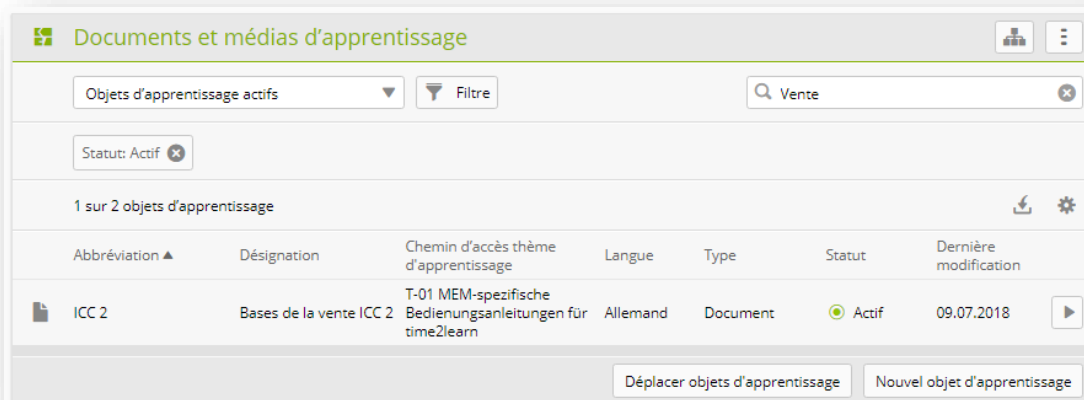 Documents et médias d'apprentissage
Objets d'apprentissage actifs
Filtre
Vente
Statut: Actif
1 sur 2 objets d'apprentissage
Abbréviation ▲ Désignation Chemin d'accès thème d'apprentissage Langue Type Statut Dernière modification
ICC 2 Bases de la vente ICC 2 T-01 MEM-spezifische Bedienungsanleitungen für time2learn Allemand Document Actif 09.07.2018
Déplacer objets d'apprentissage
Nouvel objet d'apprentissage